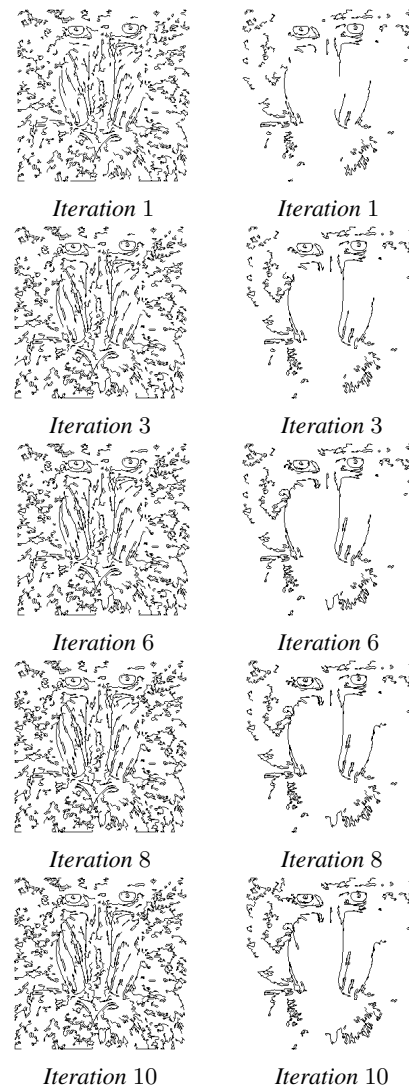 Iteration 1 Iteration 1
Iteration 3 Iteration 3
Iteration 6 Iteration 6
Iteration 8 Iteration 8
Iteration 10 Iteration 10